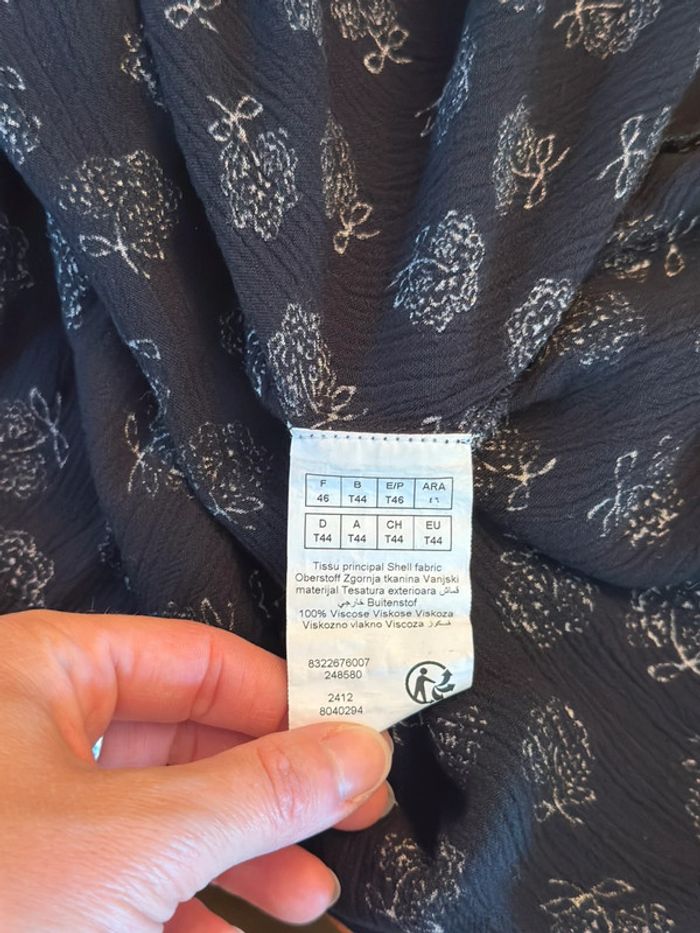 F B E/P ARA
46 T44 T46 ٤٦
D A CH EU
T44 T44 T44 T44
Tissu principal Shell fabric
Oberstoff Zgornja tkanina Vanjski
materijal Tesatura exterioara قماش
خارجي Buitenstof
100% Viscose Viskose Viskoza
Viskozno vlakno Viscoza فسكوز
8322676007
248580
2412
8040294